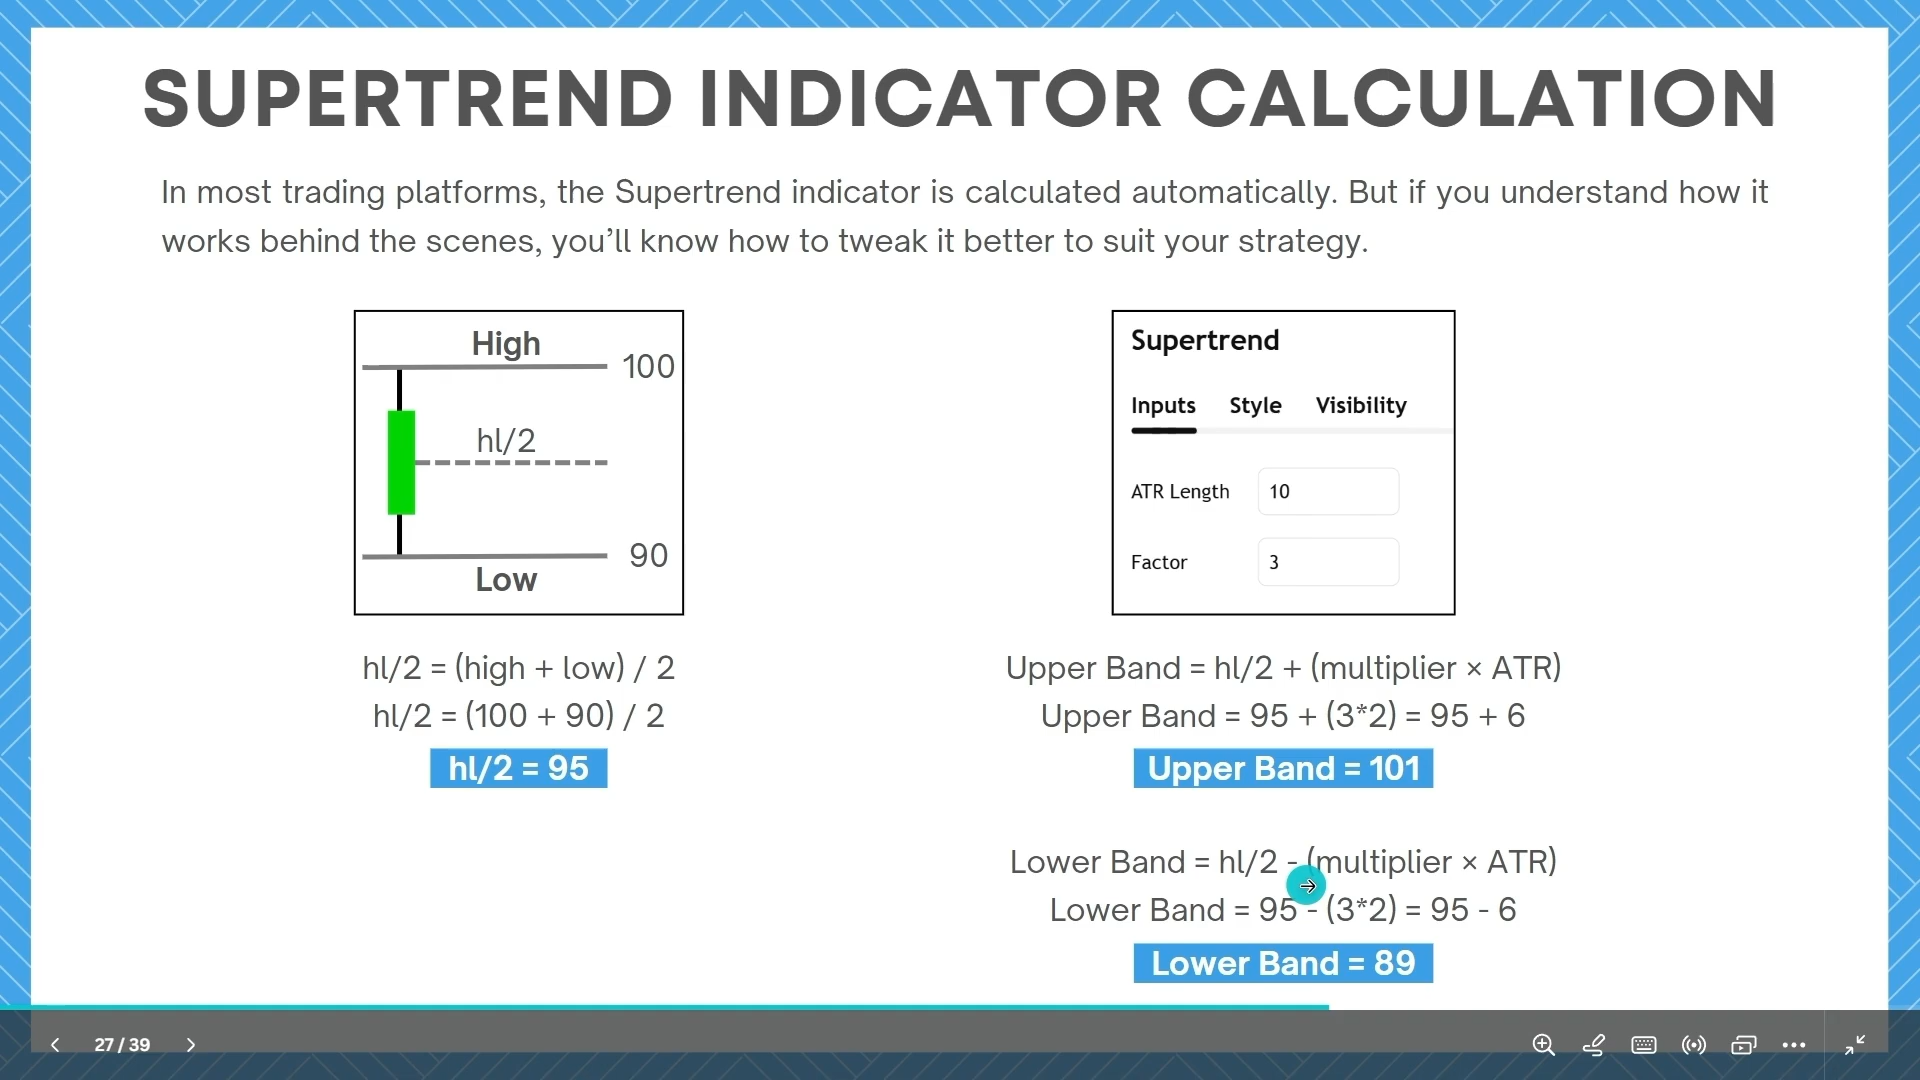 SUPERTREND INDICATOR CALCULATION
In most trading platforms, the Supertrend indicator is calculated automatically. But if you understand how it
works behind the scenes, you’ll know how to tweak it better to suit your strategy.
High
100
hl/2
90
Low
hl/2 = (high + low) / 2
hl/2 = (100 + 90) / 2
hl/2 = 95
Supertrend
Inputs Style Visibility
ATR Length 10
Factor 3
Upper Band = hl/2 + (multiplier × ATR)
Upper Band = 95 + (3*2) = 95 + 6
Upper Band = 101
Lower Band = hl/2 - (multiplier × ATR)
Lower Band = 95 - (3*2) = 95 - 6
Lower Band = 89
27 / 39